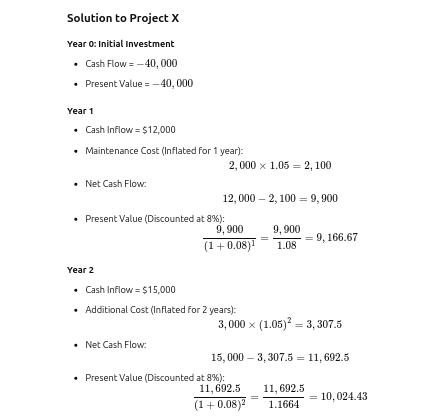 Solution to Project X
Year 0: Initial Investment
• Cash Flow = −40, 000
• Present Value = −40, 000
Year 1
• Cash Inflow = $12,000
• Maintenance Cost (Inflated for 1 year):
2, 000 × 1.05 = 2, 100
• Net Cash Flow:
12, 000 − 2, 100 = 9, 900
• Present Value (Discounted at 8%):
9, 900 / (1 + 0.08)^1 = 9, 900 / 1.08 = 9, 166.67
Year 2
• Cash Inflow = $15,000
• Additional Cost (Inflated for 2 years):
3, 000 × (1.05)^2 = 3, 307.5
• Net Cash Flow:
15, 000 − 3, 307.5 = 11, 692.5
• Present Value (Discounted at 8%):
11, 692.5 / (1 + 0.08)^2 = 11, 692.5 / 1.1664 = 10, 024.43